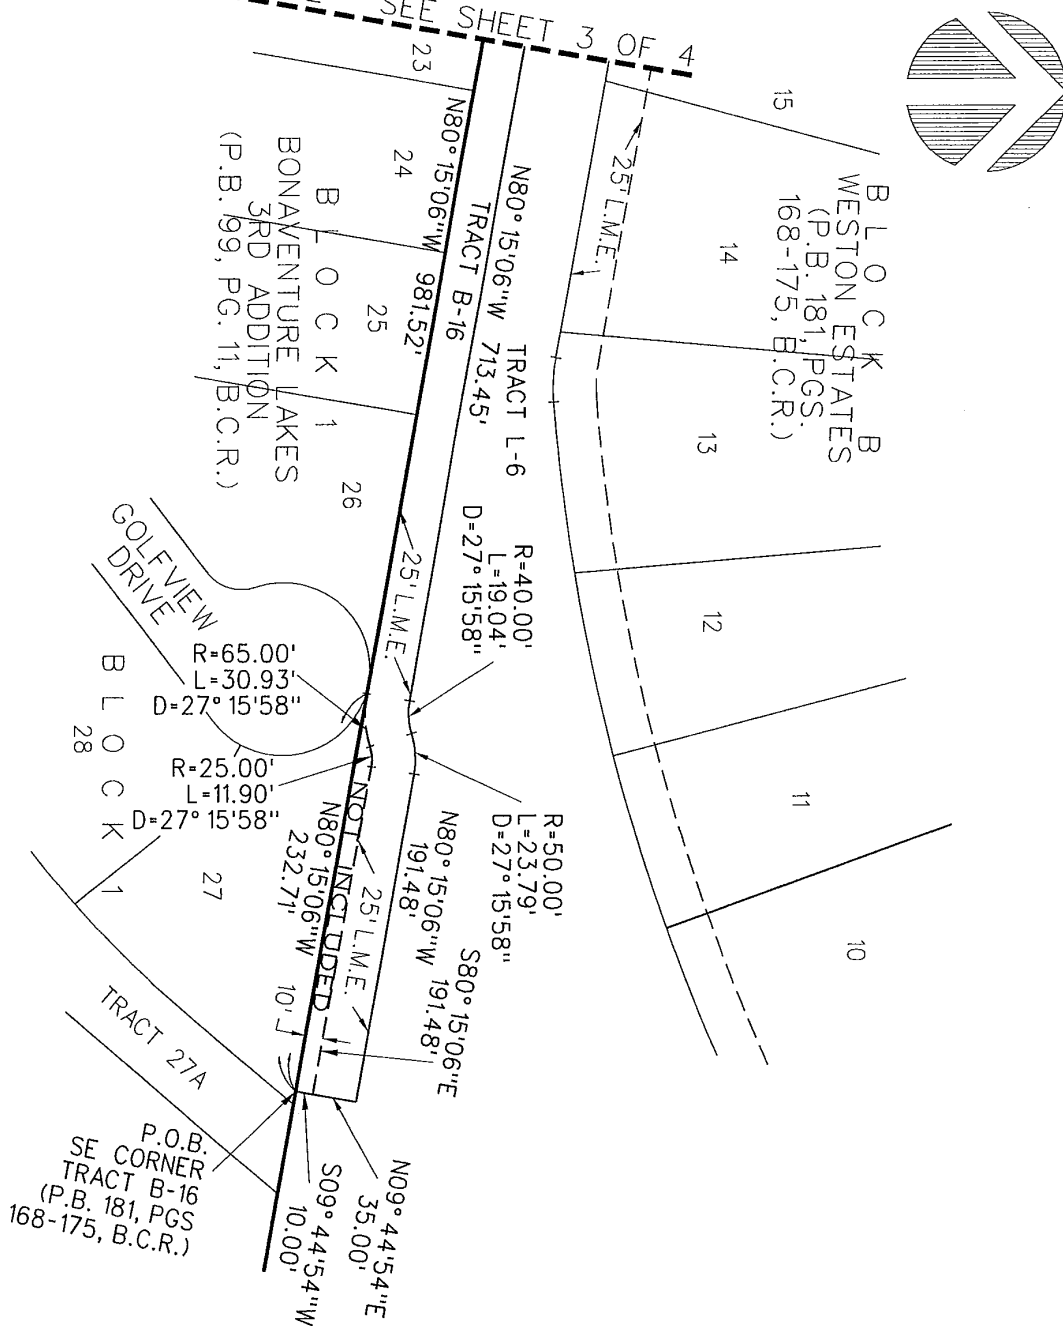 SEE SHEET 3 OF 4
15
14
13
12
11
10
BLOCK B
WESTON ESTATES
(P.B. 181, PGS.
168-175, B.C.R.)
25' L.M.E.
N80°15'06"W 713.45'
TRACT L-6
TRACT B-16
N80°15'06"W 981.52'
23
24
25
26
BLOCK 1
BONAVENTURE LAKES
3RD ADDITION
(P.B. 99, PG. 11, B.C.R.)
R=40.00'
L=19.04'
D=27°15'58"
25' L.M.E.
GOLFVIEW
DRIVE
R=65.00'
L=30.93'
D=27°15'58"
R=25.00'
L=11.90'
D=27°15'58"
R=50.00'
L=23.79'
D=27°15'58"
N80°15'06"W
191.48'
S80°15'06"E
191.48'
25' L.M.E.
NOT INCLUDED
N80°15'06"W
232.71'
10'
BLOCK 1
28
27
TRACT 27A
N09°44'54"E
35.00'
S09°44'54"W
10.00'
P.O.B.
SE CORNER
TRACT B-16
(P.B. 181, PGS
168-175, B.C.R.)